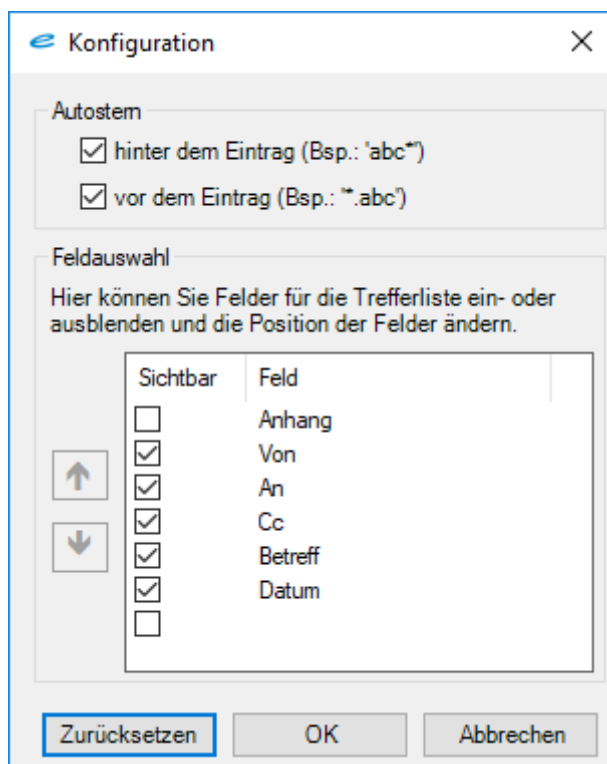 Konfiguration
Autostern
hinter dem Eintrag (Bsp.: 'abc*')
vor dem Eintrag (Bsp.: '*.abc')
Feldauswahl
Hier können Sie Felder für die Trefferliste ein- oder
ausblenden und die Position der Felder ändern.
Sichtbar Feld
Anhang
Von
An
Cc
Betreff
Datum
Zurücksetzen OK Abbrechen